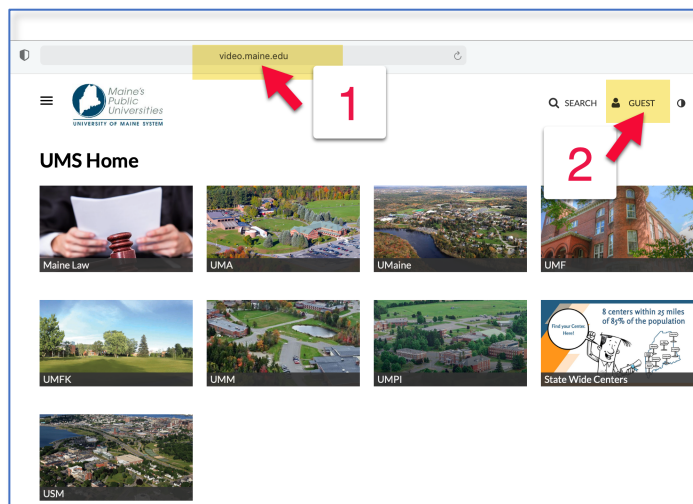 video.maine.edu
1
Maine's
Public
Universities
UNIVERSITY OF MAINE SYSTEM
SEARCH
GUEST
2
UMS Home
Maine Law
UMA
UMaine
UMF
UMFK
UMM
UMPI
Find your Center
Here!
8 centers within 25 miles
of 85% of the population
State Wide Centers
USM